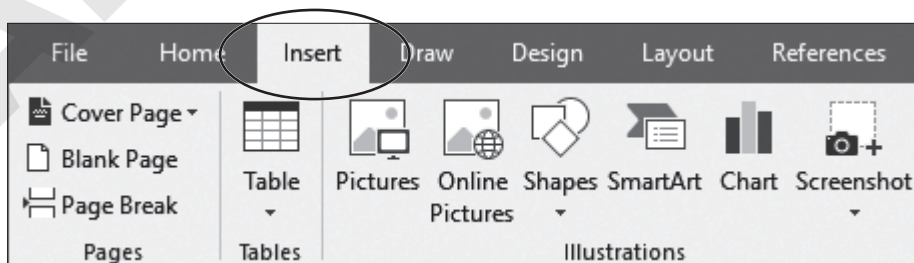 File Home Insert Draw Design Layout References
Cover Page
Blank Page
Page Break
Table
Pictures
Online
Pictures
Shapes
SmartArt
Chart
Screenshot
Pages
Tables
Illustrations